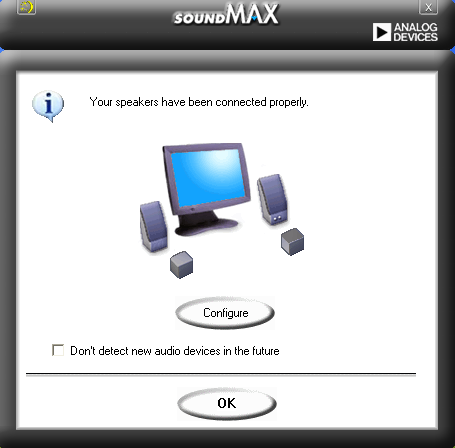 SOUNDMAX
ANALOG
DEVICES
Your speakers have been connected properly.
Configure
Don't detect new audio devices in the future
OK